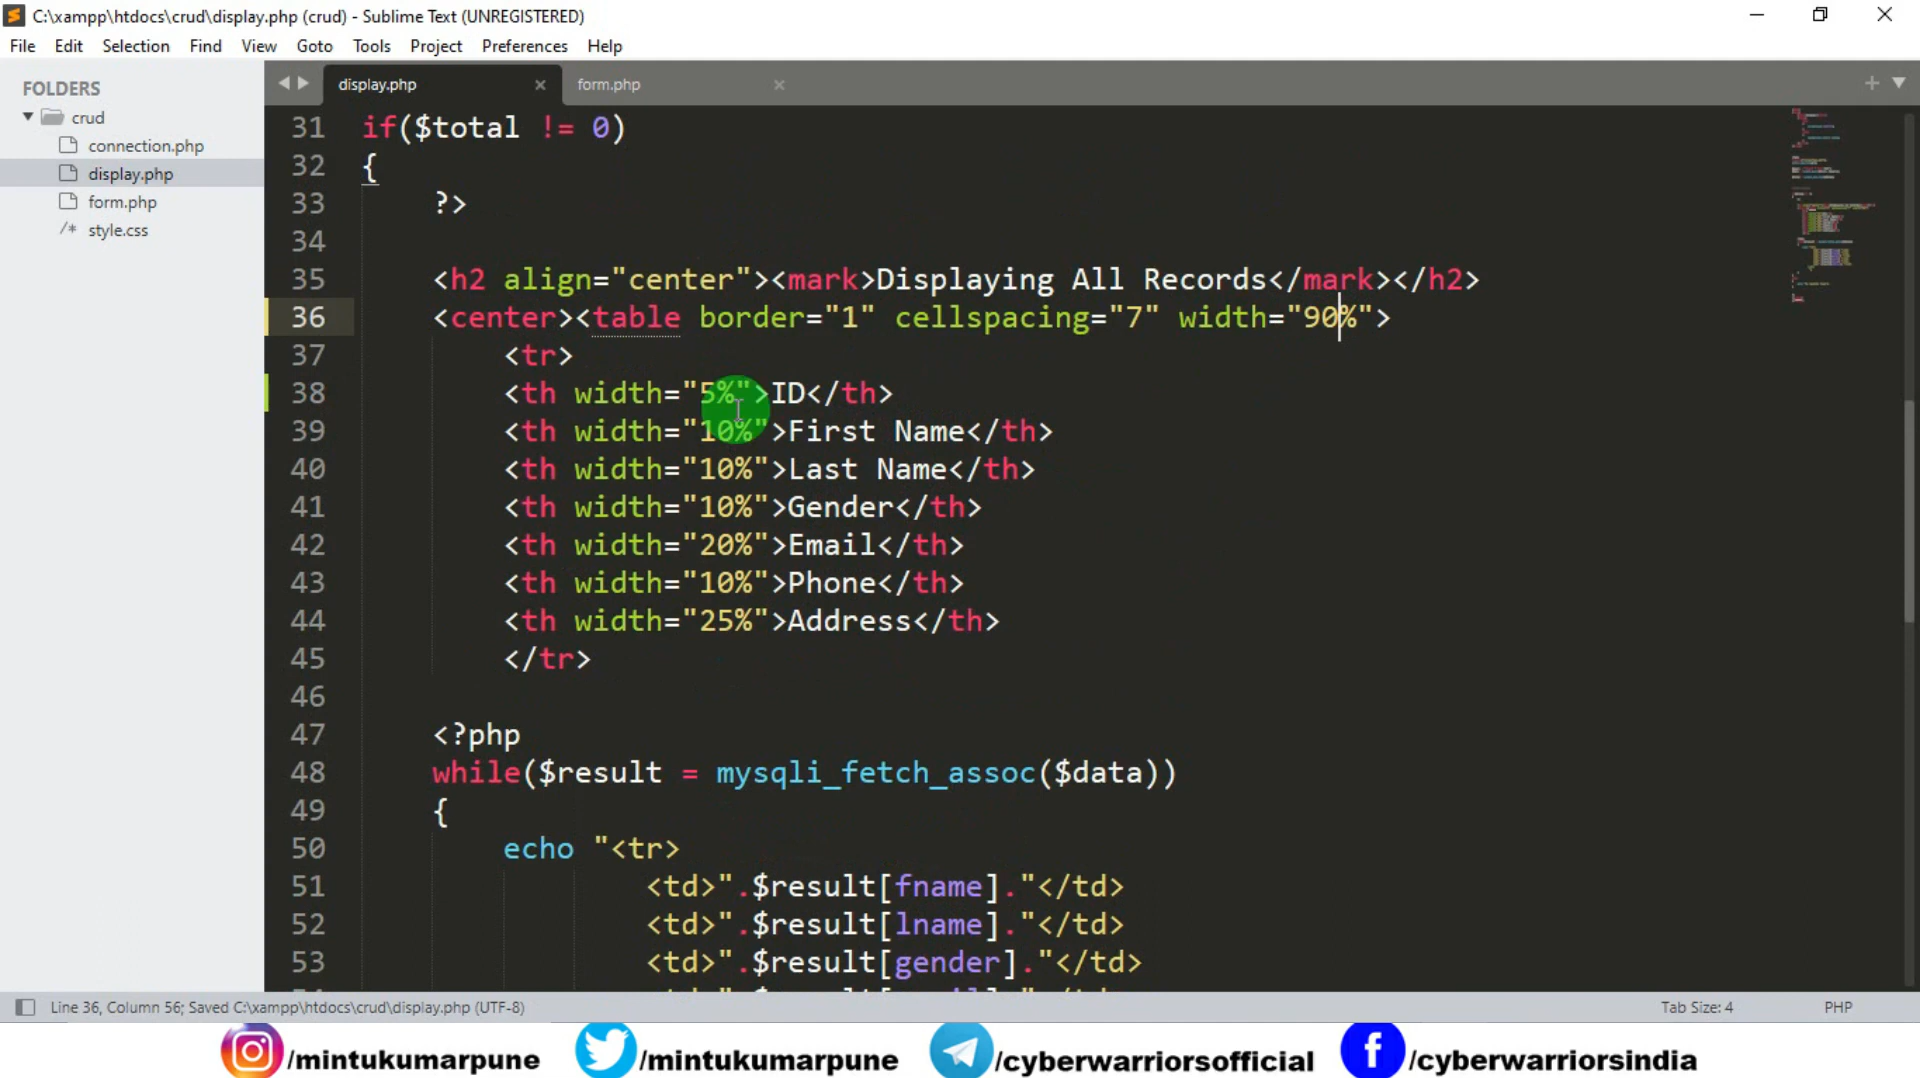 C:\xampp\htdocs\crud\display.php (crud) - Sublime Text (UNREGISTERED)
File Edit Selection Find View Goto Tools Project Preferences Help
FOLDERS
crud
connection.php
display.php
form.php
/* style.css
display.php
form.php
31 if($total != 0)
32 {
33 ?>
34
35 <h2 align="center"><mark>Displaying All Records</mark></h2>
36 <center><table border="1" cellspacing="7" width="90%">
37 <tr>
38 <th width="5%">ID</th>
39 <th width="10%">First Name</th>
40 <th width="10%">Last Name</th>
41 <th width="10%">Gender</th>
42 <th width="20%">Email</th>
43 <th width="10%">Phone</th>
44 <th width="25%">Address</th>
45 </tr>
46
47 <?php
48 while($result = mysqli_fetch_assoc($data))
49 {
50 echo "<tr>
51 <td>".$result[fname]."</td>
52 <td>".$result[lname]."</td>
53 <td>".$result[gender]."</td>
Line 36, Column 56; Saved C:\xampp\htdocs\crud\display.php (UTF-8)
Tab Size: 4
PHP
/mintukumarpune /mintukumarpune /cyberwarriorsofficial /cyberwarriorsindia